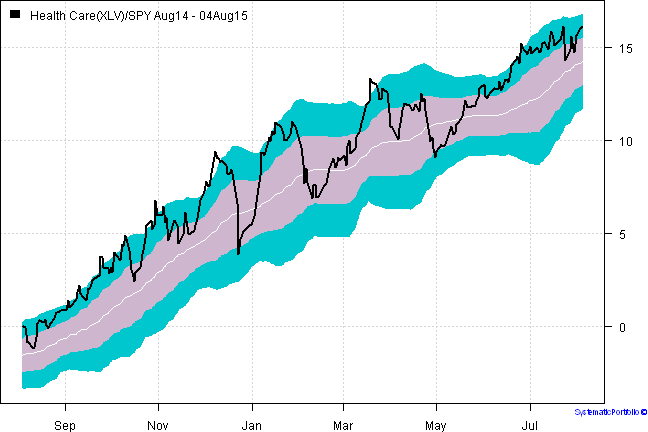 Health Care(XLV)/SPY Aug14 - 04Aug15
15
10
5
0
Sep Nov Jan Mar May Jul
SystematicPortfolio ©